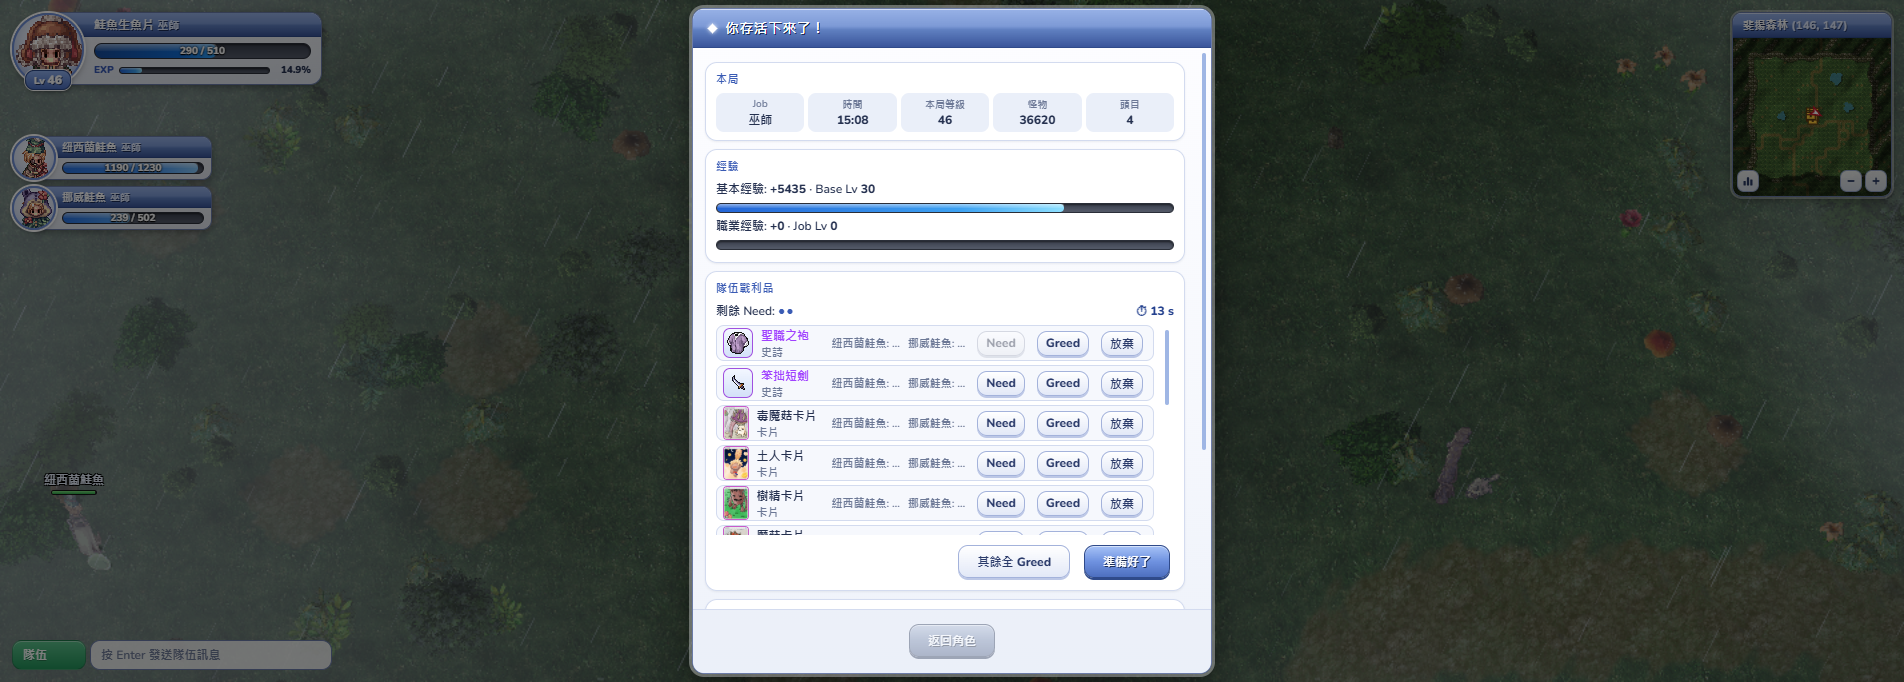 鮭魚生魚片 巫師
290 / 510
EXP 14.9%
Lv 46
紐西蘭鮭魚 巫師
1190 / 1230
挪威鮭魚 巫師
239 / 502
紐西蘭鮭魚
隊伍
按 Enter 發送隊伍訊息
你存活下來了！
本局
Job
巫師
時間
15:08
本局等級
46
怪物
36620
頭目
4
經驗
基本經驗: +5435 · Base Lv 30
職業經驗: +0 · Job Lv 0
隊伍戰利品
剩餘 Need:
13 s
聖職之袍
史詩
紐西蘭鮭魚: ... 挪威鮭魚: ... Need Greed 放棄
笨拙短劍
史詩
紐西蘭鮭魚: ... 挪威鮭魚: ... Need Greed 放棄
毒魔菇卡片
卡片
紐西蘭鮭魚: ... 挪威鮭魚: ... Need Greed 放棄
土人卡片
卡片
紐西蘭鮭魚: ... 挪威鮭魚: ... Need Greed 放棄
樹精卡片
卡片
紐西蘭鮭魚: ... 挪威鮭魚: ... Need Greed 放棄
魔菇卡片
其餘全 Greed
準備好了
返回角色
斐揚森林 (146, 147)